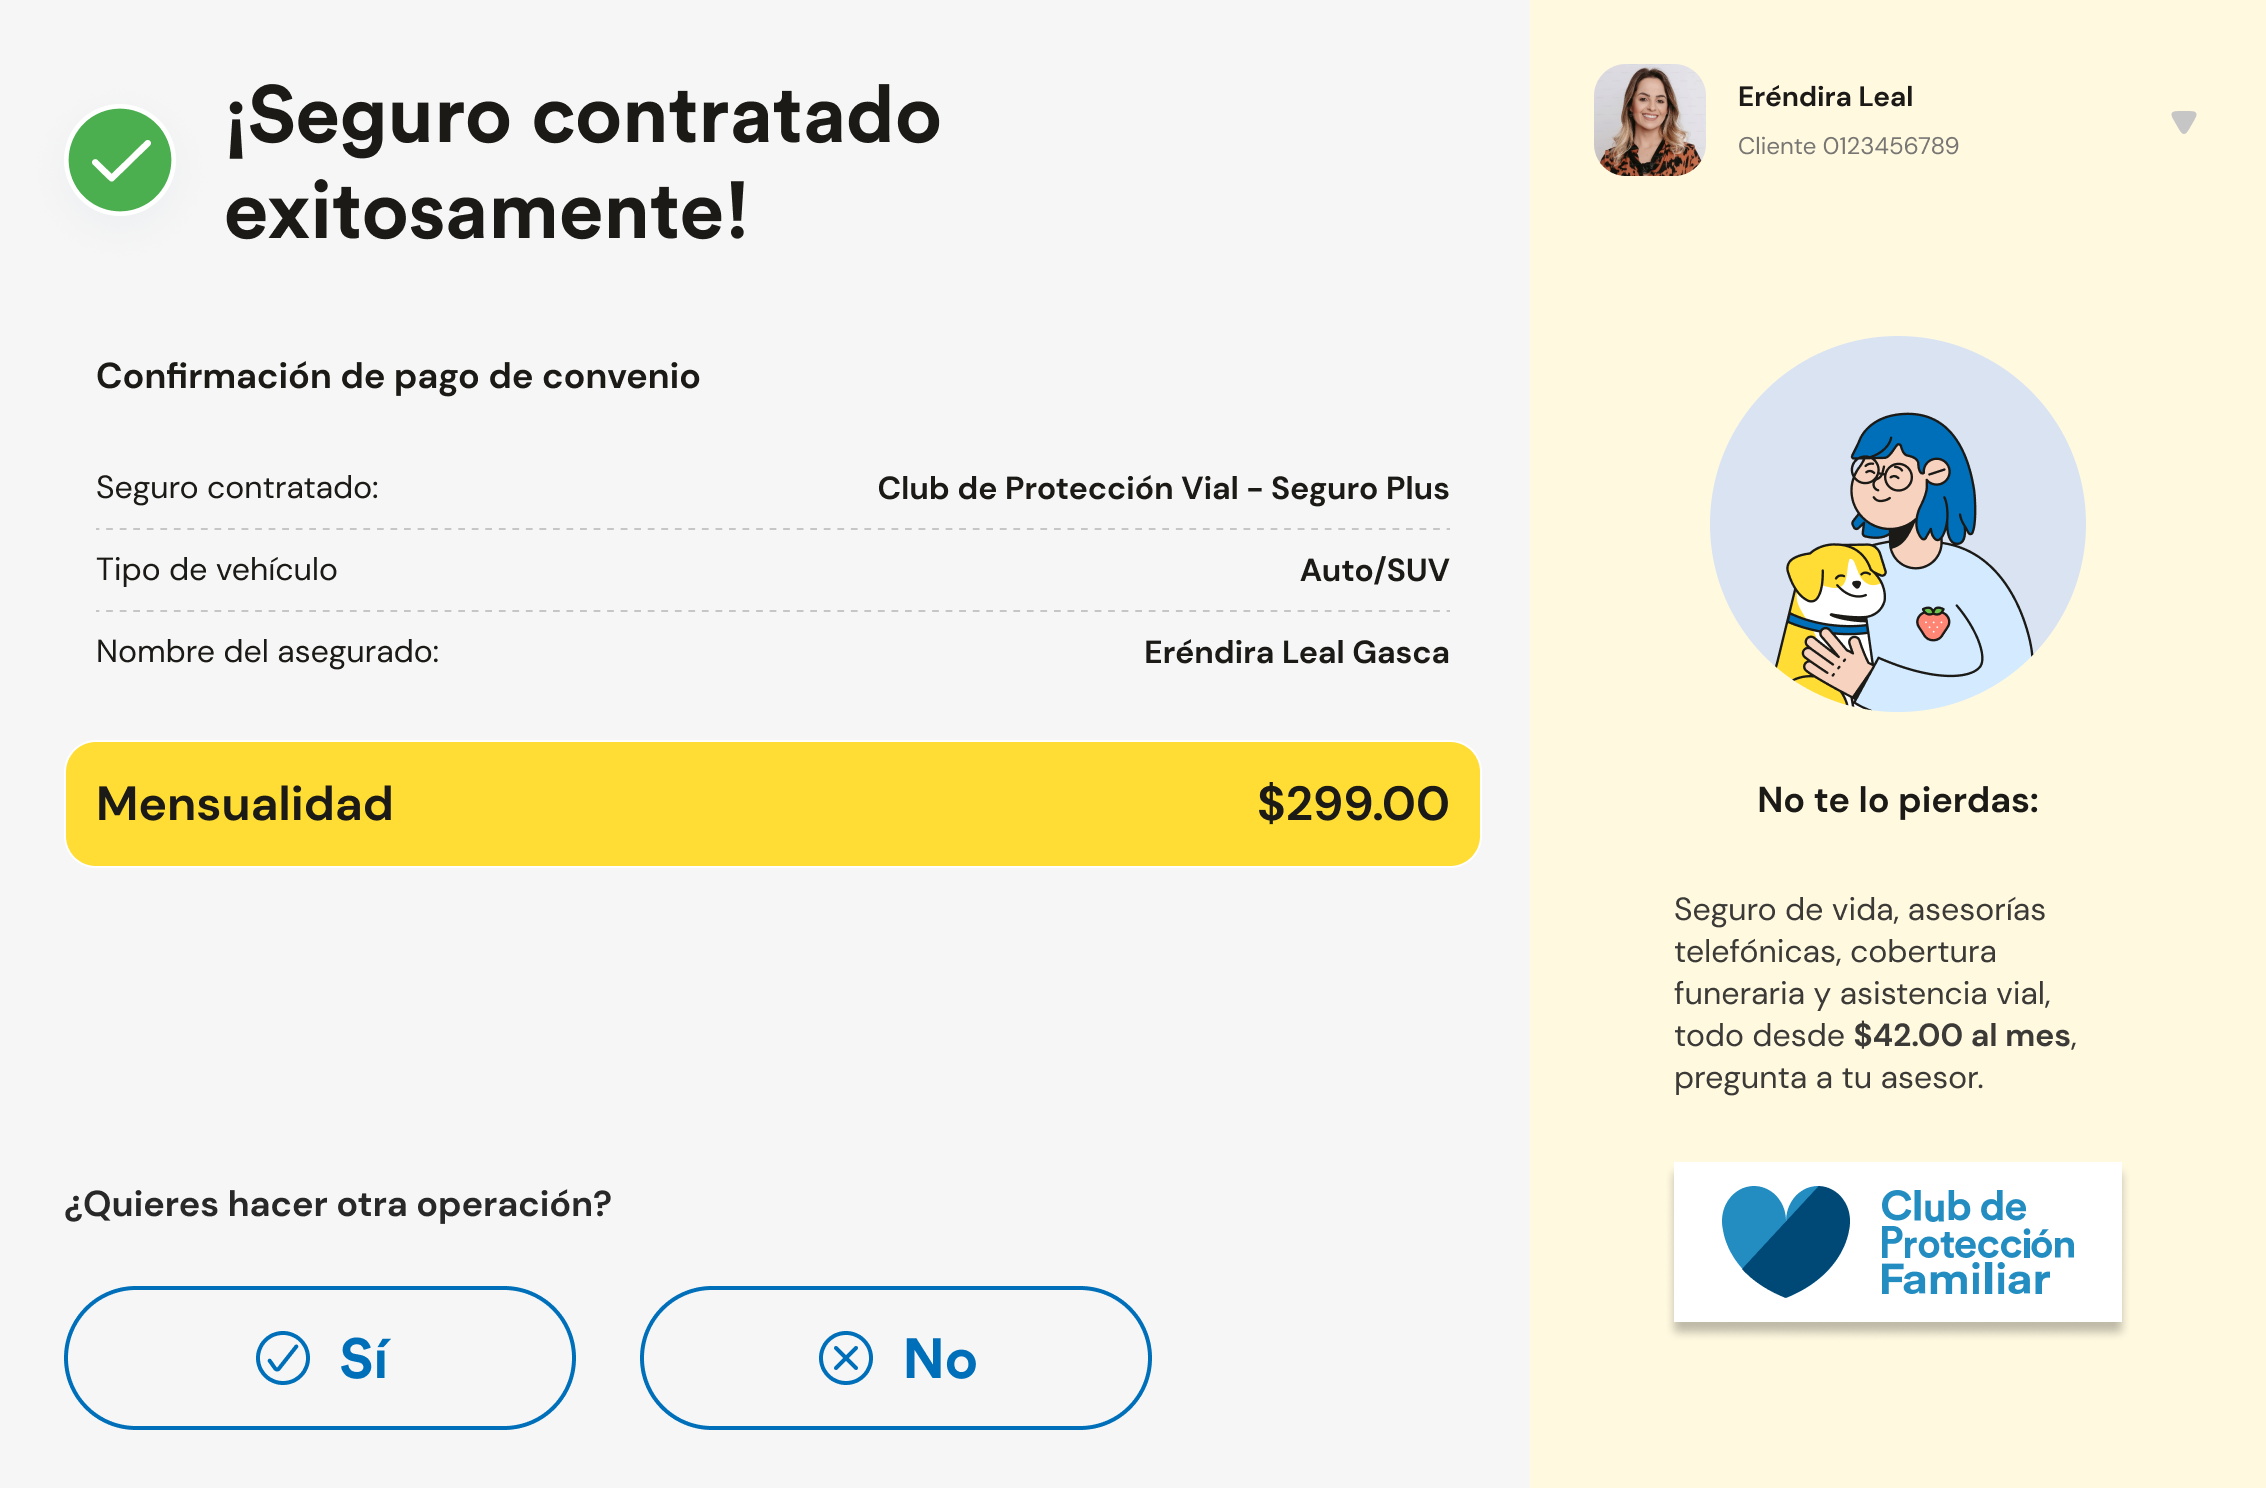 ¡Seguro contratado
exitosamente!
Confirmación de pago de convenio
Seguro contratado: Club de Protección Vial - Seguro Plus
Tipo de vehículo Auto/SUV
Nombre del asegurado: Eréndira Leal Gasca
Mensualidad $299.00
¿Quieres hacer otra operación?
Sí No
Eréndira Leal
Cliente 0123456789
No te lo pierdas:
Seguro de vida, asesorías
telefónicas, cobertura
funeraria y asistencia vial,
todo desde $42.00 al mes,
pregunta a tu asesor.
Club de
Protección
Familiar